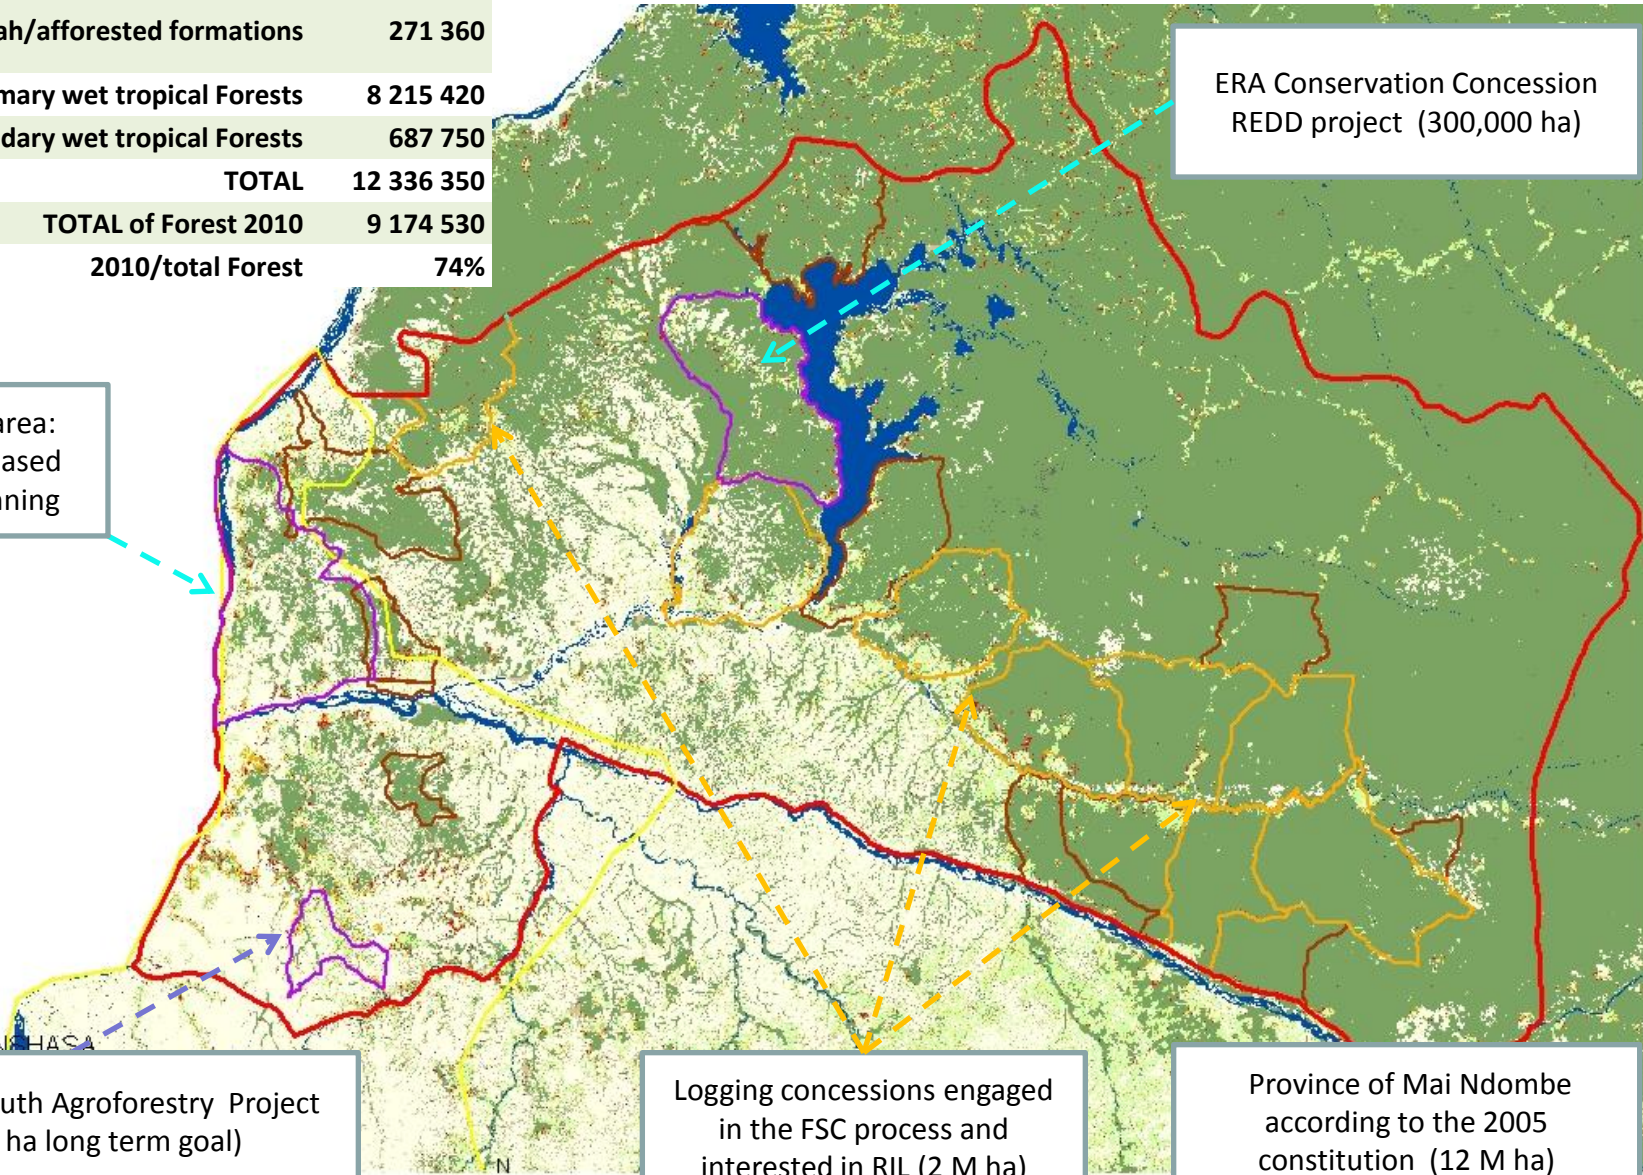 ah/afforested formations 271 360
mary wet tropical Forests 8 215 420
dary wet tropical Forests 687 750
TOTAL 12 336 350
TOTAL of Forest 2010 9 174 530
2010/total Forest 74%
ERA Conservation Concession
REDD project (300,000 ha)
area:
ased
nning
NSHASA
uth Agroforestry Project
ha long term goal)
Logging concessions engaged
in the FSC process and
interested in RIL (2 M ha)
Province of Mai Ndombe
according to the 2005
constitution (12 M ha)
N